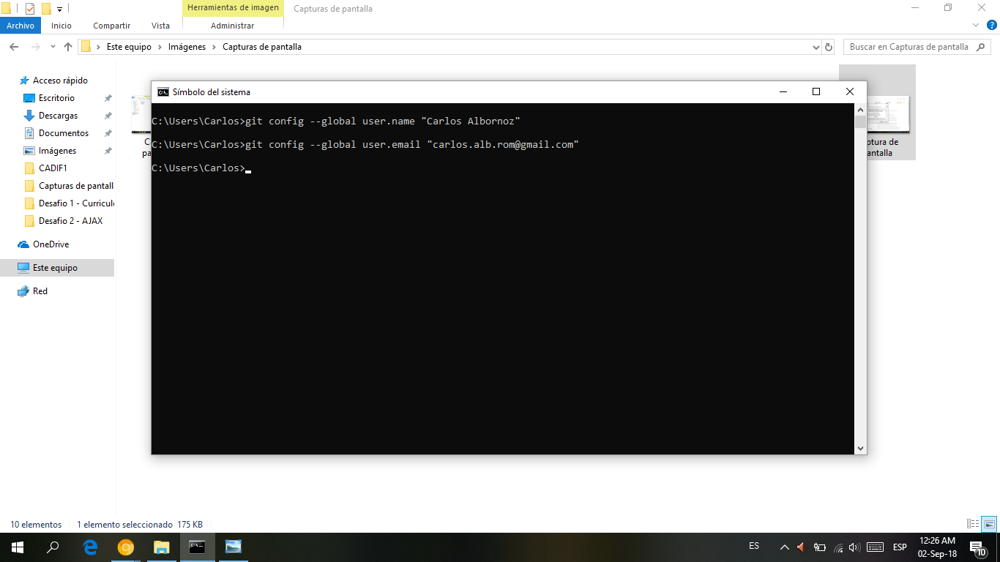 Herramientas de imagen
Capturas de pantalla
Archivo
Inicio
Compartir
Vista
Administrar
Este equipo
Imágenes
Capturas de pantalla
Buscar en Capturas de pantalla
Acceso rápido
Escritorio
Descargas
Documentos
Imágenes
CADIF1
Capturas de pantall
Desafio 1 - Curricul
Desafio 2 - AJAX
OneDrive
Este equipo
Red
ptura de
antalla
Símbolo del sistema
C:\Users\Carlos>git config --global user.name "Carlos Albornoz"
C:\Users\Carlos>git config --global user.email "carlos.alb.rom@gmail.com"
C:\Users\Carlos>
10 elementos
1 elemento seleccionado 175 KB
ES
ESP
12:26 AM
02-Sep-18
10